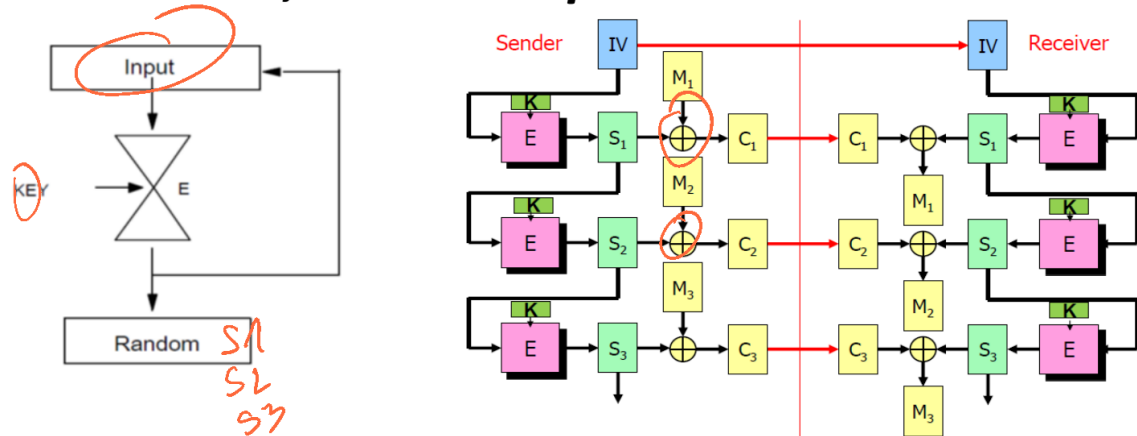 Input
KEY
E
Random
S1
S2
S3
Sender
IV
IV
Receiver
M1
K
K
E
S1
C1
C1
S1
E
M2
M1
K
K
E
S2
C2
C2
S2
E
M3
M2
K
K
E
S3
C3
C3
S3
E
M3